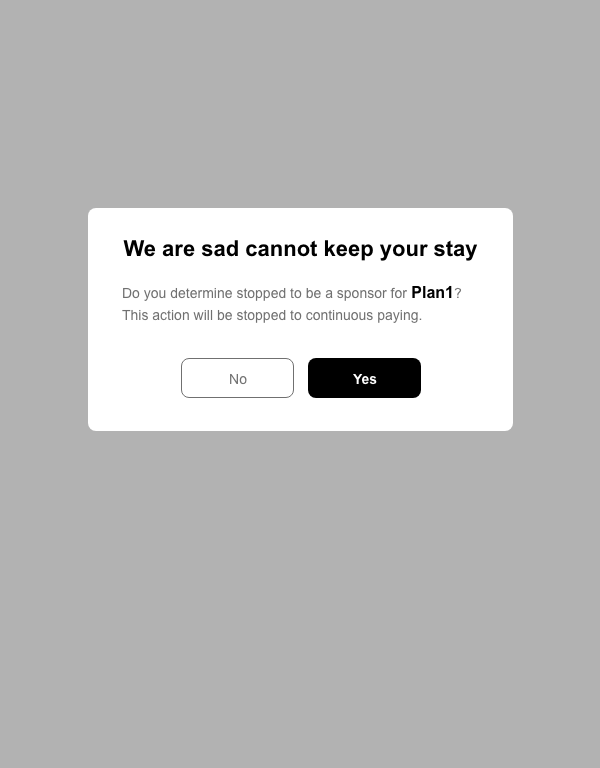 We are sad cannot keep your stay
Do you determine stopped to be a sponsor for Plan1?
This action will be stopped to continuous paying.
No
Yes